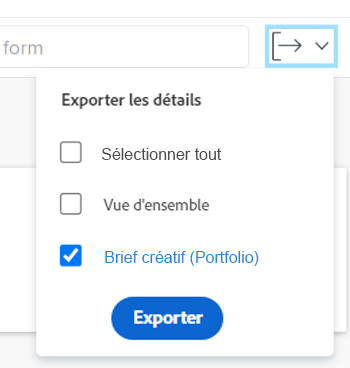 form
Exporter les détails
Sélectionner tout
Vue d'ensemble
Brief créatif (Portfolio)
Exporter